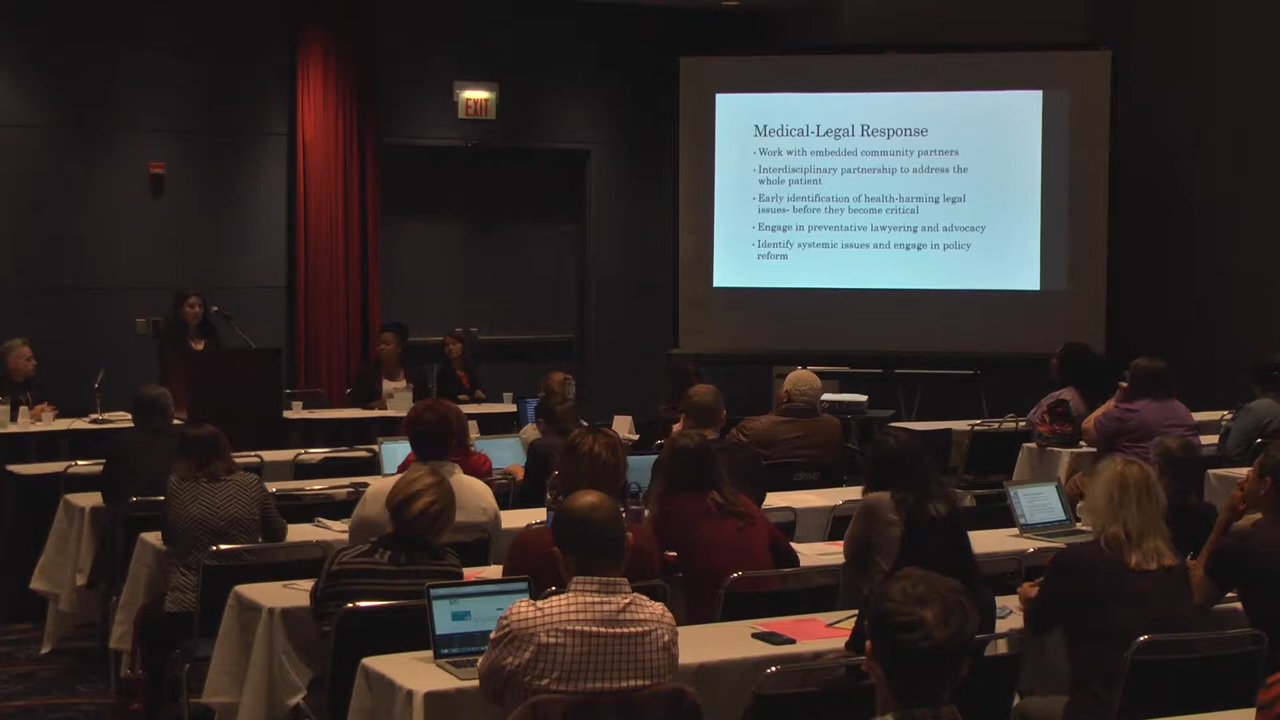 EXIT
Medical-Legal Response
· Work with embedded community partners
· Interdisciplinary partnership to address the
whole patient
· Early identification of health-harming legal
issues- before they become critical
· Engage in preventative lawyering and advocacy
· Identify systemic issues and engage in policy
reform